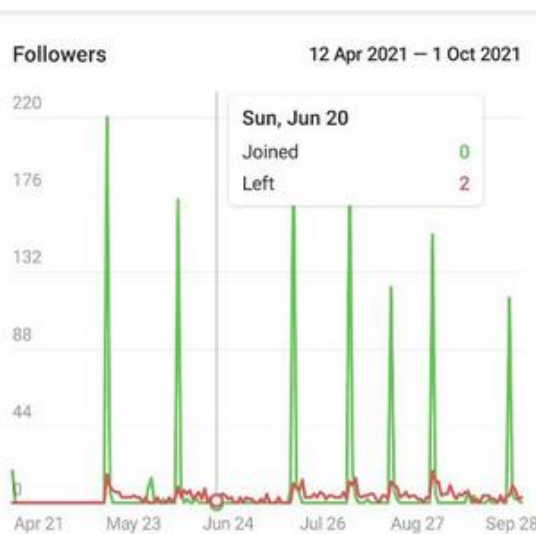 Followers 12 Apr 2021 — 1 Oct 2021
220
Sun, Jun 20
Joined 0
Left 2
176
132
88
44
0
Apr 21 May 23 Jun 24 Jul 26 Aug 27 Sep 28